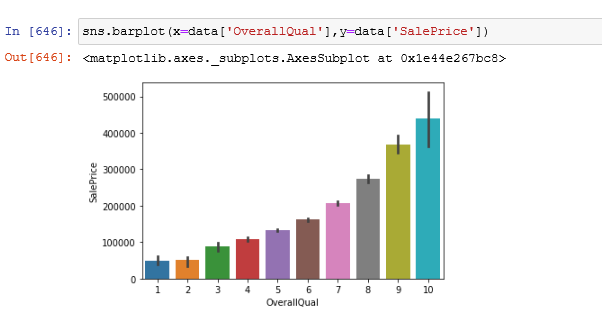 In [646]: sns.barplot(x=data['OverallQual'],y=data['SalePrice'])
Out[646]: <matplotlib.axes._subplots.AxesSubplot at 0x1e44e267bc8>
500000
400000
300000
200000
100000
0
SalePrice
1 2 3 4 5 6 7 8 9 10
OverallQual